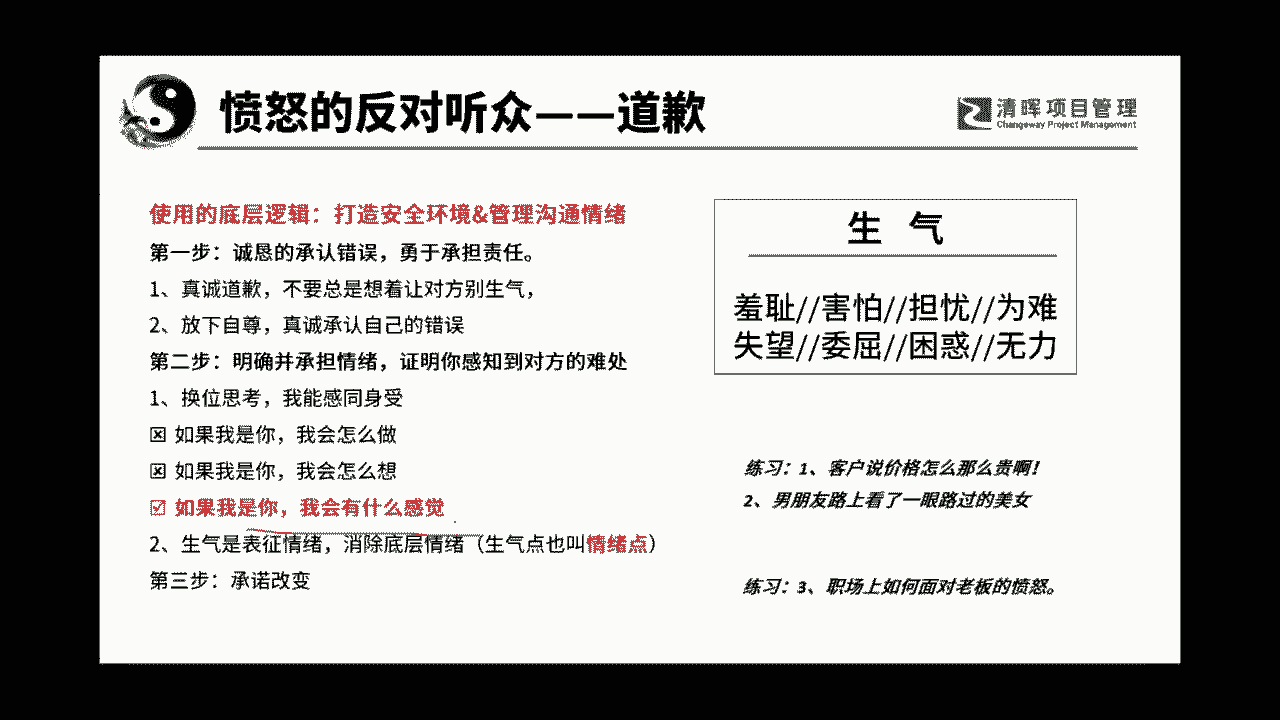 愤怒的反对听众——道歉
清晖项目管理
Changeway Project Management
使用的底层逻辑：打造安全环境&管理沟通情绪
第一步：诚恳的承认错误，勇于承担责任。
1、真诚道歉，不要总是想着让对方别生气，
2、放下自尊，真诚承认自己的错误
第二步：明确并承担情绪，证明你感知到对方的难处
1、换位思考，我能感同身受
☒ 如果我是你，我会怎么做
☒ 如果我是你，我会怎么想
☑ 如果我是你，我会有什么感觉
2、生气是表征情绪，消除底层情绪（生气点也叫情绪点）
第三步：承诺改变
生 气
羞耻//害怕//担忧//为难
失望//委屈//困惑//无力
练习：1、客户说价格怎么那么贵啊！
2、男朋友路上看了一眼路过的美女
练习：3、职场上如何面对老板的愤怒。